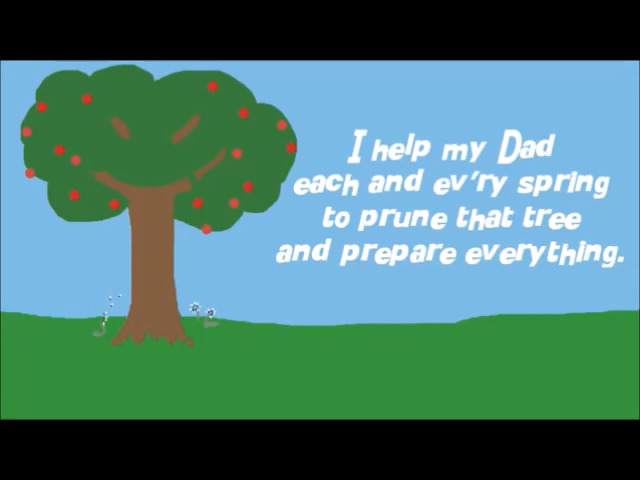 I help my Dad
each and ev'ry spring
to prune that tree
and prepare everything.